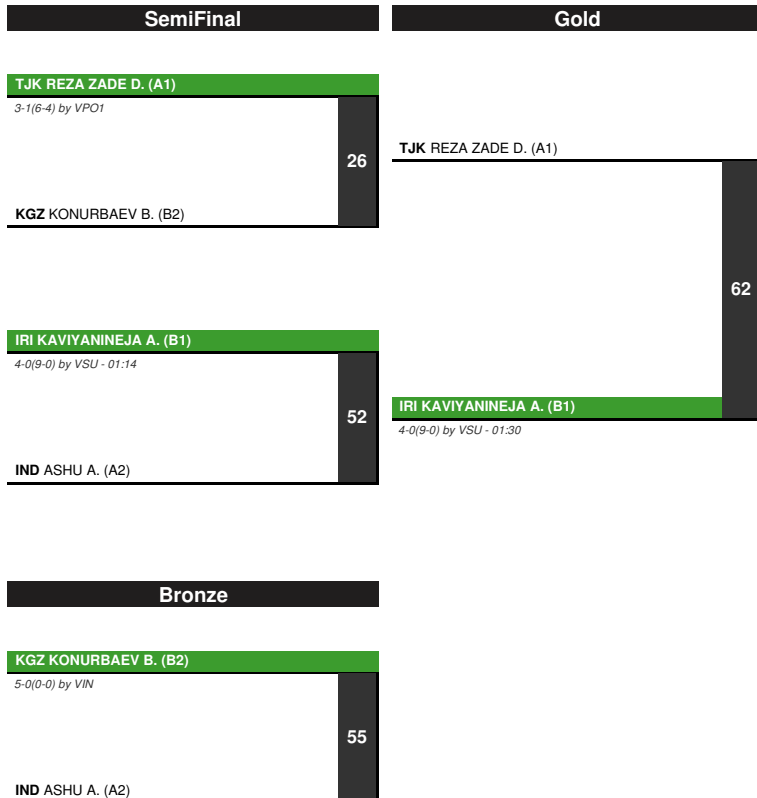 SemiFinal
TJK REZA ZADE D. (A1)
3-1(6-4) by VPO1
26
KGZ KONURBAEV B. (B2)
IRI KAVIYANINEJA A. (B1)
4-0(9-0) by VSU - 01:14
52
IND ASHU A. (A2)
Gold
TJK REZA ZADE D. (A1)
62
IRI KAVIYANINEJA A. (B1)
4-0(9-0) by VSU - 01:30
Bronze
KGZ KONURBAEV B. (B2)
5-0(0-0) by VIN
55
IND ASHU A. (A2)